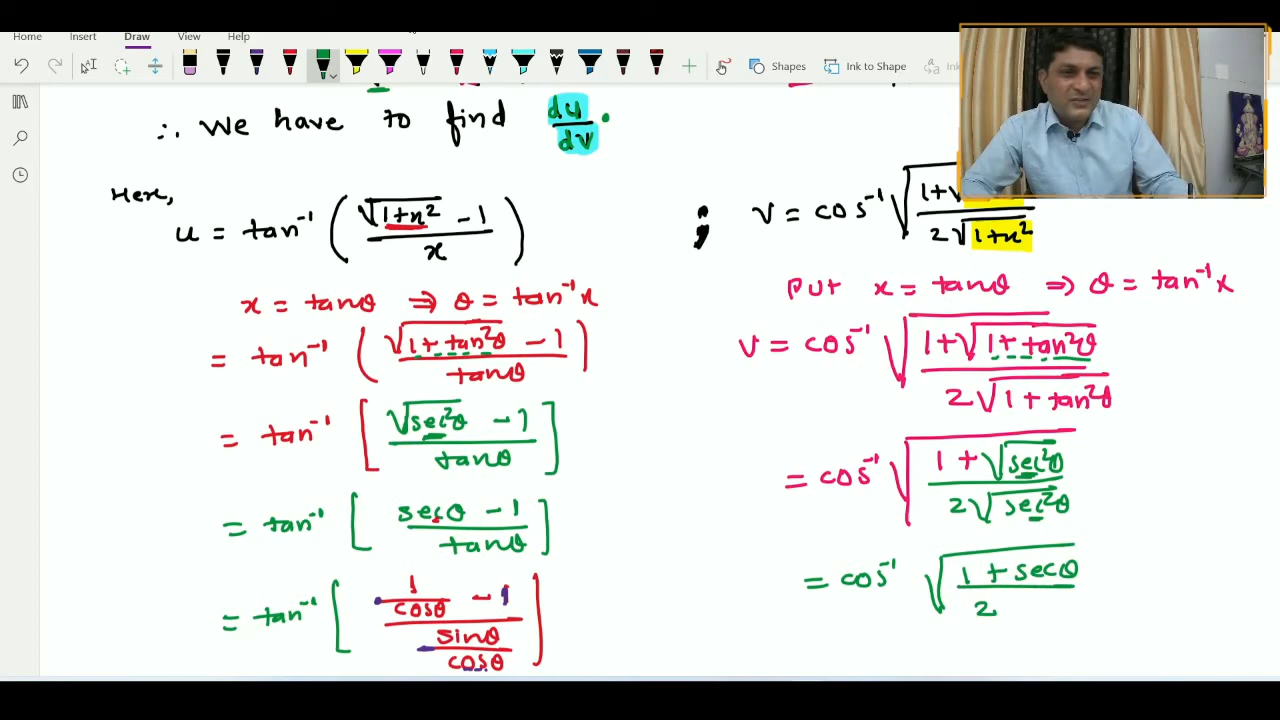 Home Insert Draw View Help
Shapes Ink to Shape
∴ We have to find du/dv.
Here,
u = tan⁻¹ ( (√(1+x²) − 1) / x )
x = tanθ ⇒ θ = tan⁻¹x
= tan⁻¹ ( (√(1 + tan²θ) − 1) / tanθ )
= tan⁻¹ [ (√(sec²θ) − 1) / tanθ ]
= tan⁻¹ [ (secθ − 1) / tanθ ]
= tan⁻¹ [ (1/cosθ − 1) / (sinθ/cosθ) ]
; v = cos⁻¹ √( (1+√ / 2√(1+x²) )
Put x = tanθ ⇒ θ = tan⁻¹x
v = cos⁻¹ √( (1+√(1+tan²θ)) / (2√(1+tan²θ)) )
= cos⁻¹ √( (1+√(sec²θ)) / (2√(sec²θ)) )
= cos⁻¹ √( (1+secθ) / 2 )